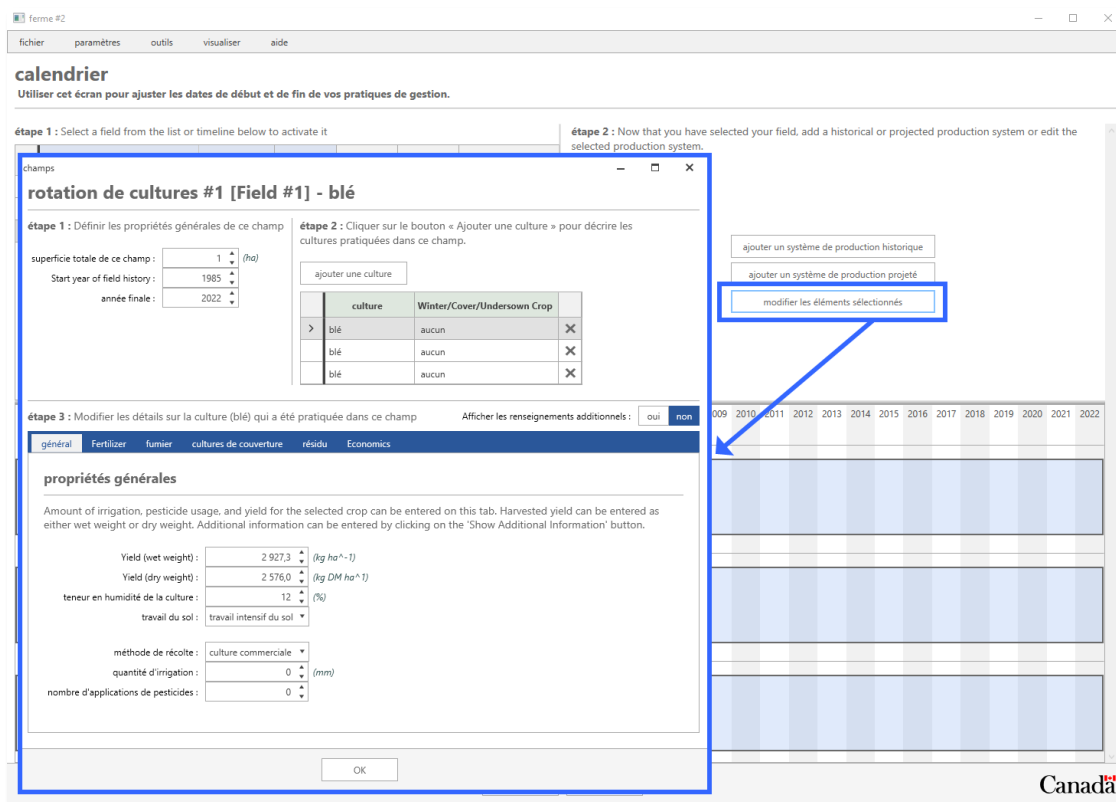 ferme #2
fichier paramètres outils visualiser aide
calendrier
Utiliser cet écran pour ajuster les dates de début et de fin de vos pratiques de gestion.
étape 1 : Select a field from the list or timeline below to activate it
étape 2 : Now that you have selected your field, add a historical or projected production system or edit the
selected production system.
ajouter un système de production historique
ajouter un système de production projeté
modifier les éléments sélectionnés
champs
rotation de cultures #1 [Field #1] - blé
étape 1 : Définir les propriétés générales de ce champ
superficie totale de ce champ : 1 (ha)
Start year of field history : 1985
année finale : 2022
étape 2 : Cliquer sur le bouton « Ajouter une culture » pour décrire les
cultures pratiquées dans ce champ.
ajouter une culture
culture Winter/Cover/Undersown Crop
blé aucun
blé aucun
blé aucun
étape 3 : Modifier les détails sur la culture (blé) qui a été pratiquée dans ce champ
Afficher les renseignements additionnels : oui non
général Fertilizer fumier cultures de couverture résidu Economics
propriétés générales
Amount of irrigation, pesticide usage, and yield for the selected crop can be entered on this tab. Harvested yield can be entered as
either wet weight or dry weight. Additional information can be entered by clicking on the 'Show Additional Information' button.
Yield (wet weight) : 2 927,3 (kg ha^-1)
Yield (dry weight) : 2 576,0 (kg DM ha^1)
teneur en humidité de la culture : 12 (%)
travail du sol : travail intensif du sol
méthode de récolte : culture commerciale
quantité d'irrigation : 0 (mm)
nombre d'applications de pesticides : 0
OK
009 2010 2011 2012 2013 2014 2015 2016 2017 2018 2019 2020 2021 2022
Canada